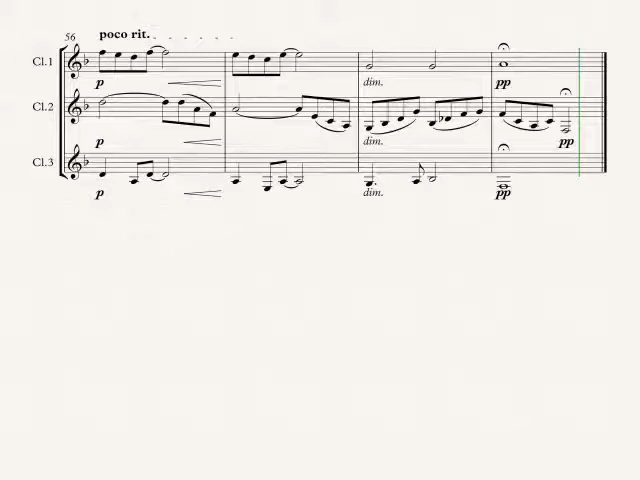 poco rit.
56
Cl.1
p
dim.
pp
Cl.2
p
dim.
pp
Cl.3
p
dim.
pp